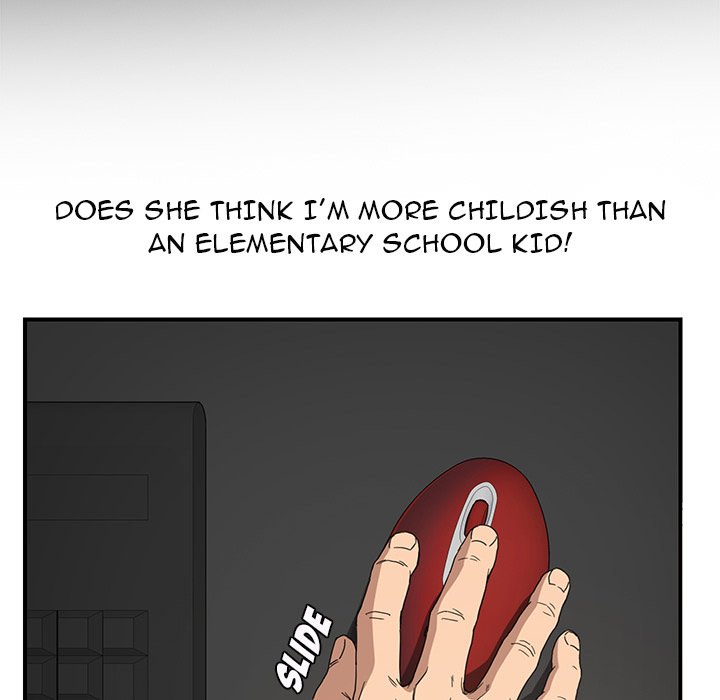 DOES SHE THINK I'M MORE CHILDISH THAN
AN ELEMENTARY SCHOOL KID!
SLIDE